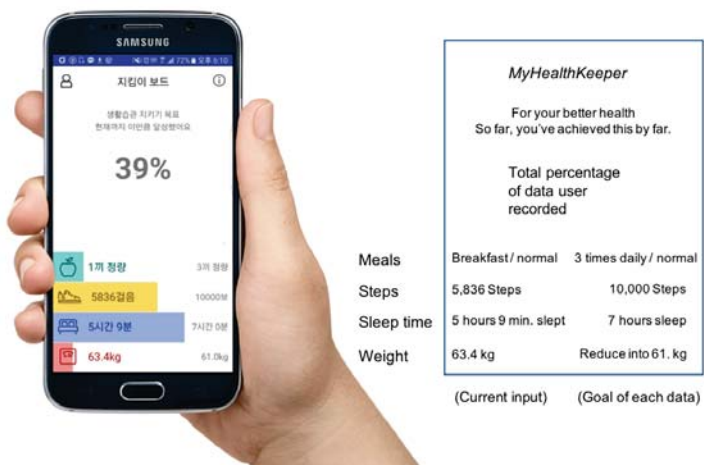 SAMSUNG
72% 오후 6:10
지킴이 보드
생활습관 지키기 목표
현재까지 이만큼 달성했어요
39%
1끼 정량 3끼 정량
5836걸음 10000보
5시간 9분 7시간 0분
63.4kg 61.0kg
MyHealthKeeper
For your better health
So far, you've achieved this by far.
Total percentage
of data user
recorded
Meals Breakfast / normal 3 times daily / normal
Steps 5,836 Steps 10,000 Steps
Sleep time 5 hours 9 min. slept 7 hours sleep
Weight 63.4 kg Reduce into 61. kg
(Current input) (Goal of each data)